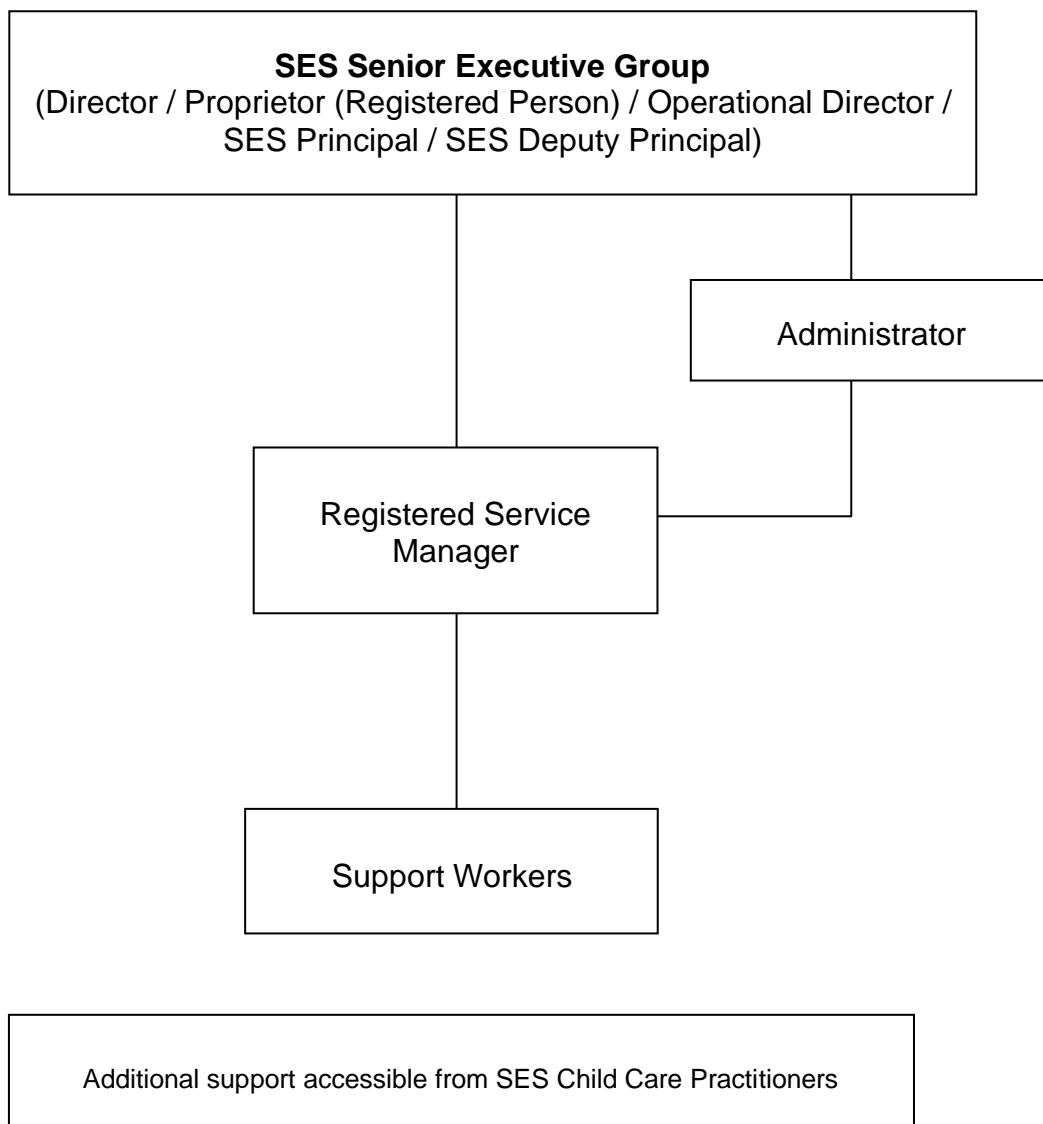 SES Senior Executive Group
(Director / Proprietor (Registered Person) / Operational Director /
SES Principal / SES Deputy Principal)
Administrator
Registered Service
Manager
Support Workers
Additional support accessible from SES Child Care Practitioners